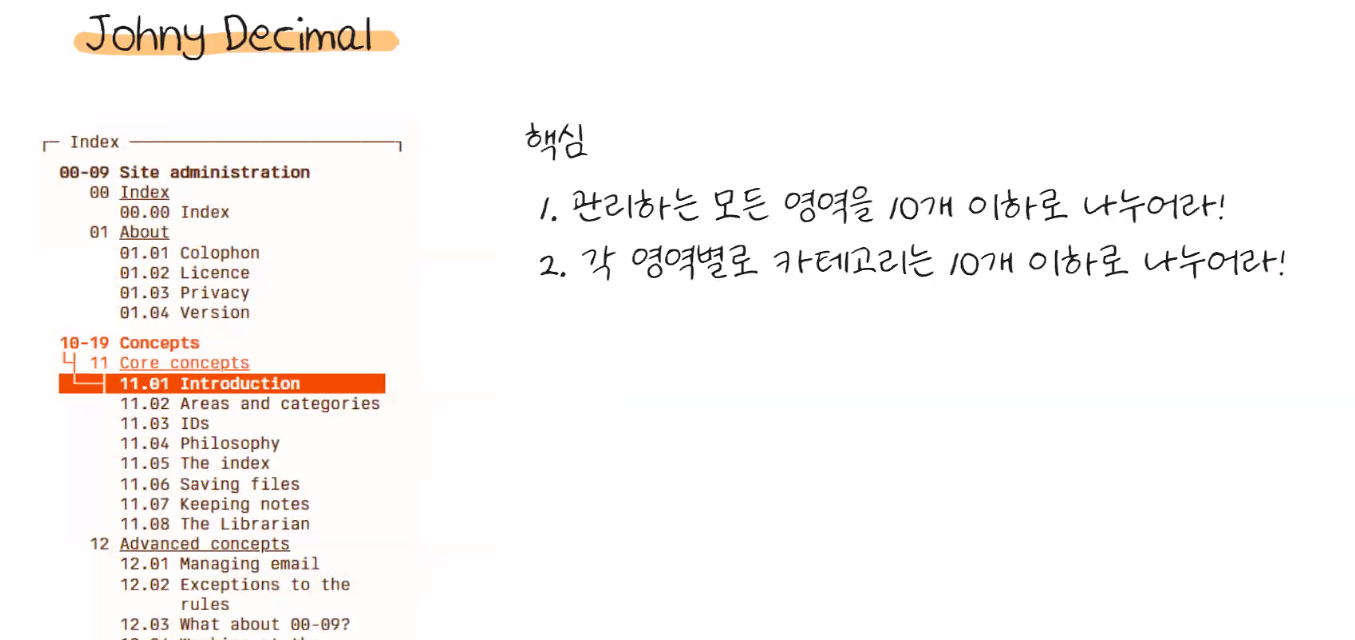 Johny Decimal
Index
00-09 Site administration
00 Index
00.00 Index
01 About
01.01 Colophon
01.02 Licence
01.03 Privacy
01.04 Version
10-19 Concepts
11 Core concepts
11.01 Introduction
11.02 Areas and categories
11.03 IDs
11.04 Philosophy
11.05 The index
11.06 Saving files
11.07 Keeping notes
11.08 The Librarian
12 Advanced concepts
12.01 Managing email
12.02 Exceptions to the
rules
12.03 What about 00-09?
핵심
1. 관리하는 모든 영역을 10개 이하로 나누어라!
2. 각 영역별로 카테고리는 10개 이하로 나누어라!